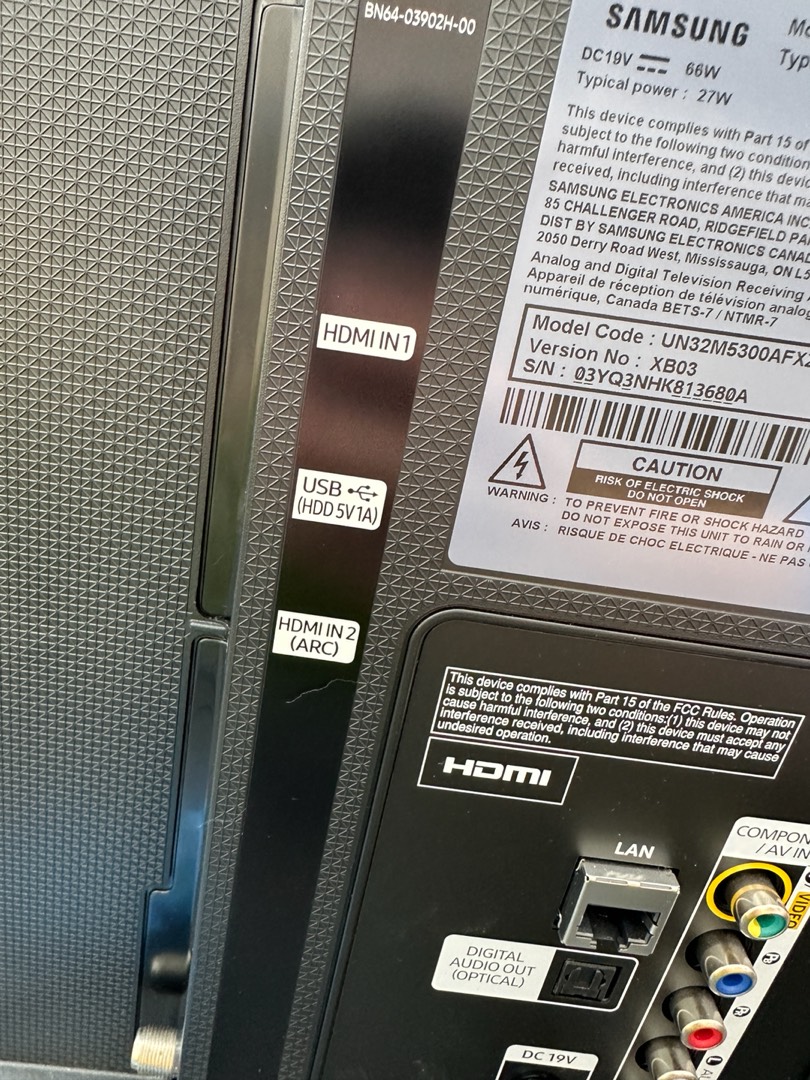 BN64-03902H-00
HDMI IN 1
USB
(HDD 5V 1A)
HDMI IN 2
(ARC)
SAMSUNG
DC19V 66W
Typical power : 27W
This device complies with Part 15 of
subject to the following two condition
harmful interference, and (2) this devic
received, including interference that ma
SAMSUNG ELECTRONICS AMERICA INC
85 CHALLENGER ROAD, RIDGEFIELD PA
DIST BY SAMSUNG ELECTRONICS CANAD
2050 Derry Road West, Mississauga, ON L5
Analog and Digital Television Receiving
Appareil de réception de télévision analog
numérique, Canada BETS-7 / NTMR-7
Model Code : UN32M5300AFX
Version No : XB03
S/N : 03YQ3NHK813680A
CAUTION
RISK OF ELECTRIC SHOCK
DO NOT OPEN
WARNING : TO PREVENT FIRE OR SHOCK HAZARD
DO NOT EXPOSE THIS UNIT TO RAIN OR
AVIS : RISQUE DE CHOC ELECTRIQUE - NE PAS
This device complies with Part 15 of the FCC Rules. Operation
is subject to the following two conditions:(1) this device may not
cause harmful interference, and (2) this device must accept any
interference received, including interference that may cause
undesired operation.
HDMI
LAN
COMPON
/ AV IN
VIDEO
DIGITAL
AUDIO OUT
(OPTICAL)
DC 19V